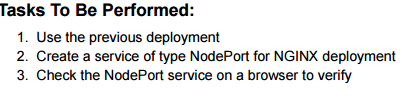 Tasks To Be Performed:
1. Use the previous deployment
2. Create a service of type NodePort for NGINX deployment
3. Check the NodePort service on a browser to verify